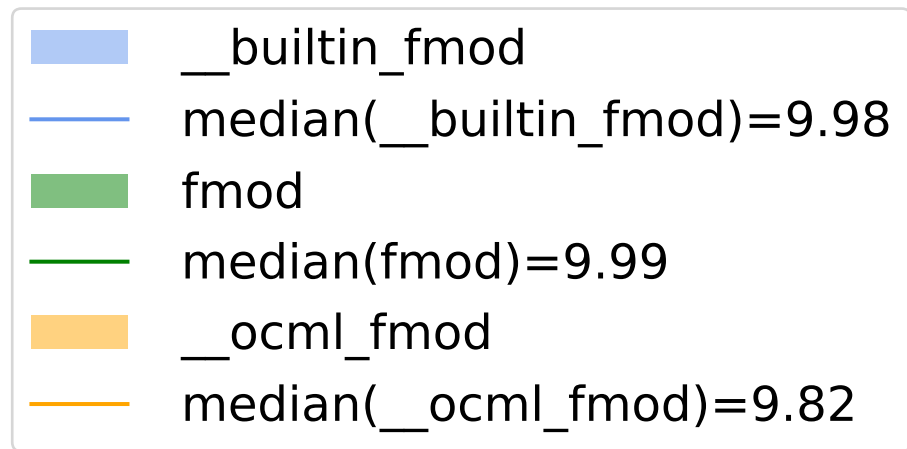 __builtin_fmod
median(__builtin_fmod)=9.98
fmod
median(fmod)=9.99
__ocml_fmod
median(__ocml_fmod)=9.82